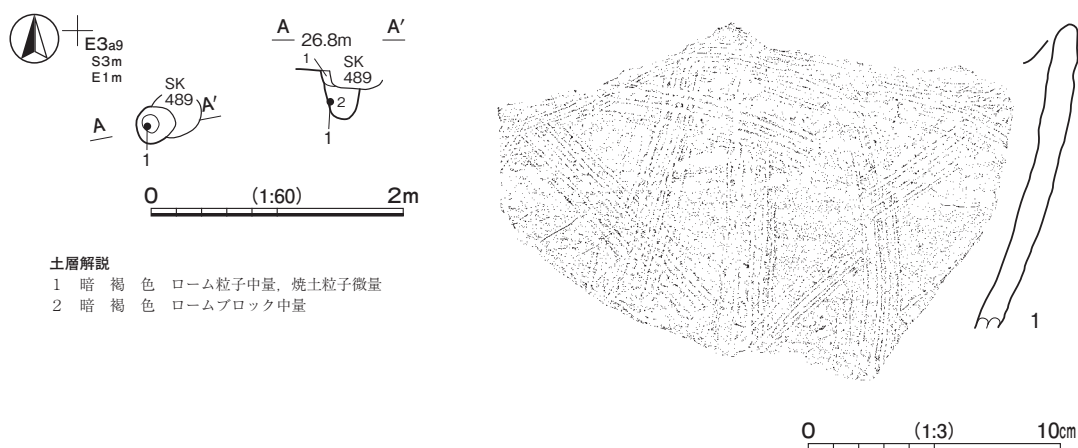 E3a9
S3m
E1m
SK
489
A
A′
1
0 (1:60) 2m
A 26.8m A′
1
SK
489
2
1
土層解説
1 暗褐色 ローム粒子中量,焼土粒子微量
2 暗褐色 ロームブロック中量
1
0 (1:3) 10cm